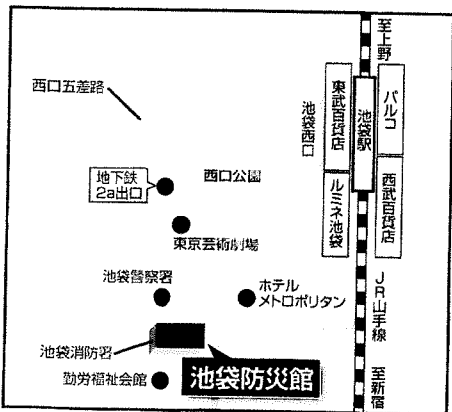 至上野
西口五差路
東武百貨店
池袋駅
パルコ
池袋西口
地下鉄
2a出口
西口公園
ルミネ池袋
西武百貨店
東京芸術劇場
池袋警察署
ホテル
メトロポリタン
JR山手線
池袋消防署
池袋防災館
勤労福祉会館
至新宿